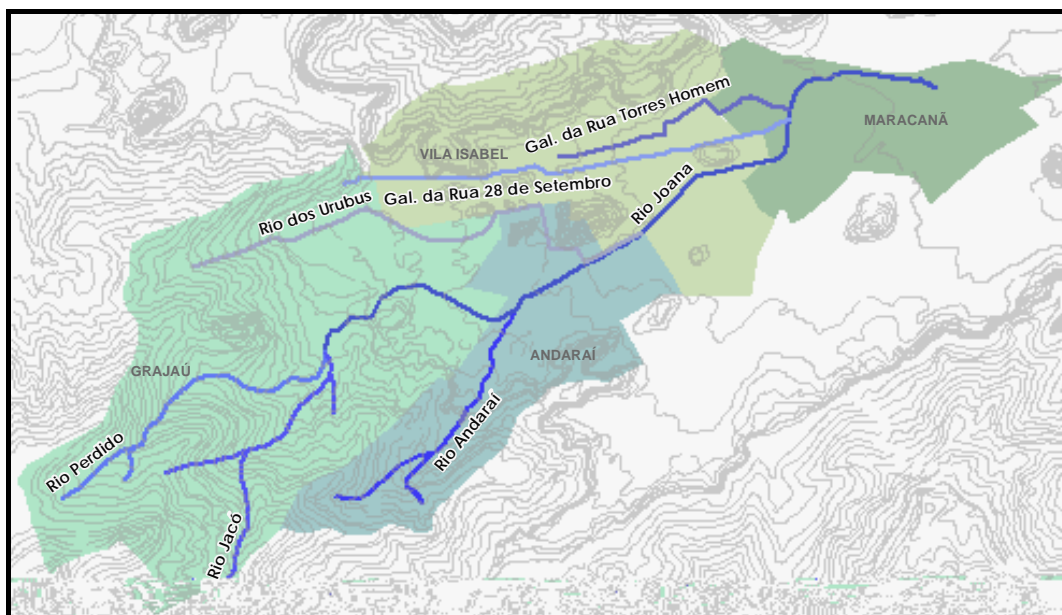 Gal. da Rua Torres Homem
MARACANÃ
VILA ISABEL
Gal. da Rua 28 de Setembro
Rio dos Urubus
Rio Joana
ANDARAÍ
GRAJAÚ
Rio Andaraí
Rio Perdido
Rio Jacó